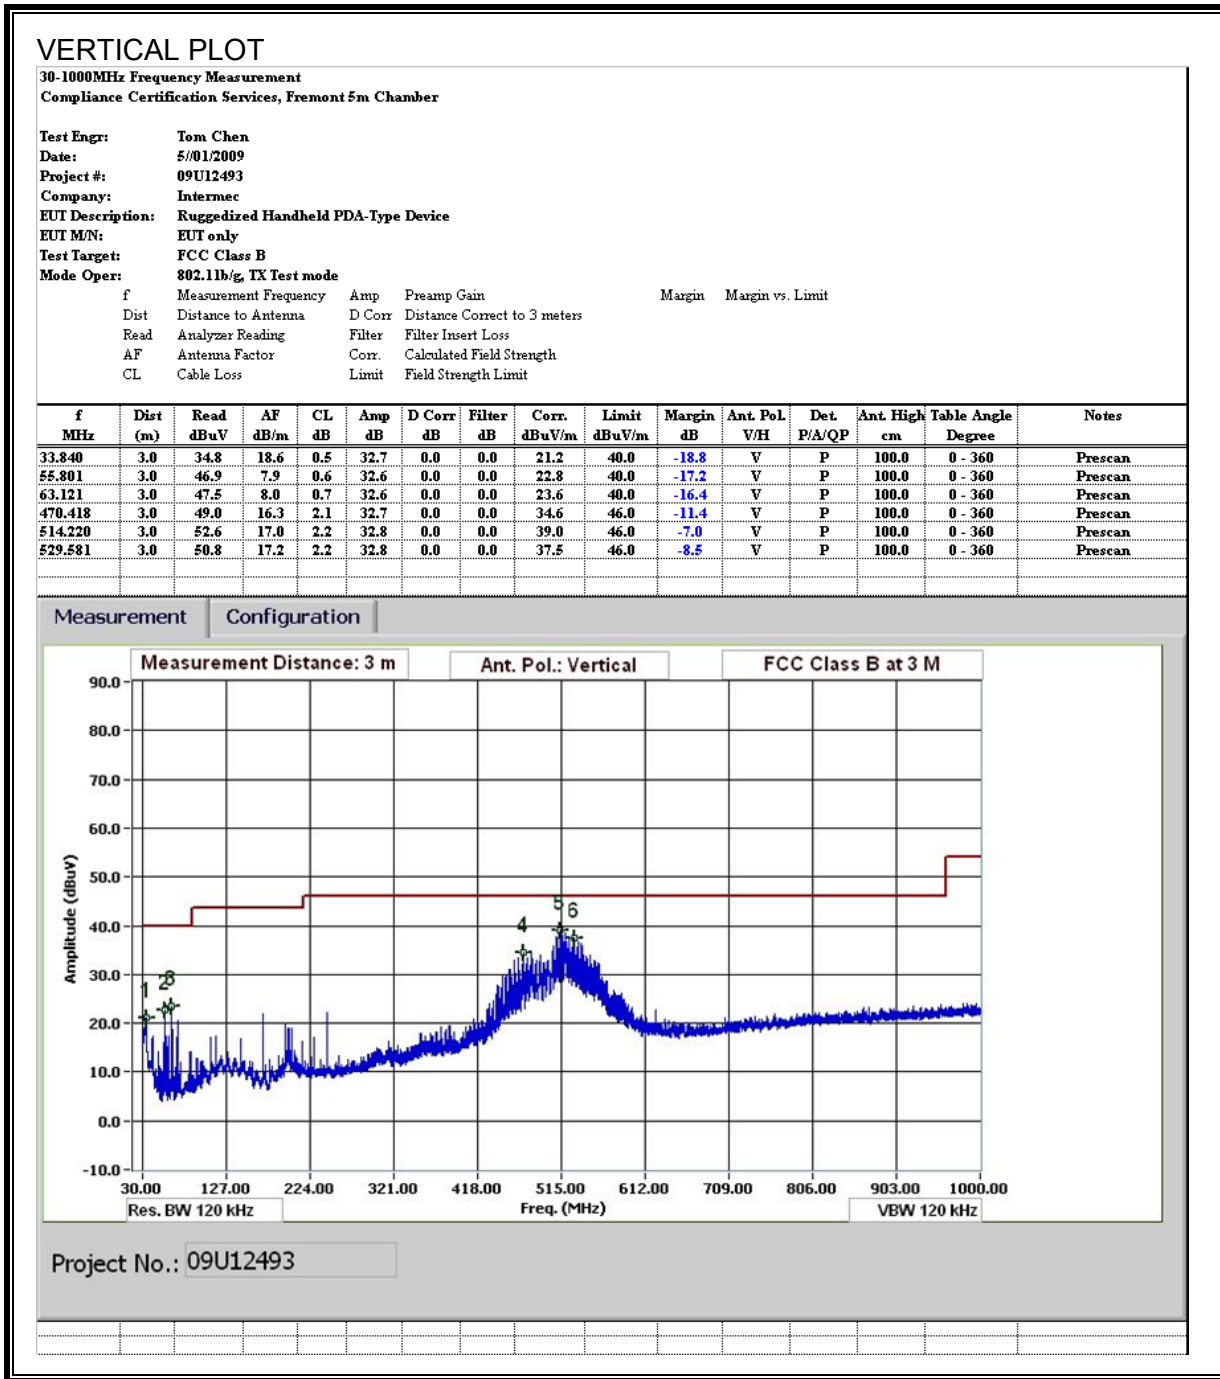 VERTICAL PLOT
30-1000MHz Frequency Measurement
Compliance Certification Services, Fremont 5m Chamber
Test Engr: Tom Chen
Date: 5//01/2009
Project #: 09U12493
Company: Intermec
EUT Description: Ruggedized Handheld PDA-Type Device
EUT M/N: EUT only
Test Target: FCC Class B
Mode Oper: 802.11b/g, TX Test mode
f Measurement Frequency Amp Preamp Gain Margin Margin vs. Limit
Dist Distance to Antenna D Corr Distance Correct to 3 meters
Read Analyzer Reading Filter Filter Insert Loss
AF Antenna Factor Corr. Calculated Field Strength
CL Cable Loss Limit Field Strength Limit
f Dist Read AF CL Amp D Corr Filter Corr. Limit Margin Ant. Pol. Det. Ant. High Table Angle Notes
MHz (m) dBuV dB/m dB dB dB dB dBuV/m dBuV/m dB V/H P/A/QP cm Degree
33.840 3.0 34.8 18.6 0.5 32.7 0.0 0.0 21.2 40.0 -18.8 V P 100.0 0 - 360 Prescan
55.801 3.0 46.9 7.9 0.6 32.6 0.0 0.0 22.8 40.0 -17.2 V P 100.0 0 - 360 Prescan
63.121 3.0 47.5 8.0 0.7 32.6 0.0 0.0 23.6 40.0 -16.4 V P 100.0 0 - 360 Prescan
470.418 3.0 49.0 16.3 2.1 32.7 0.0 0.0 34.6 46.0 -11.4 V P 100.0 0 - 360 Prescan
514.220 3.0 52.6 17.0 2.2 32.8 0.0 0.0 39.0 46.0 -7.0 V P 100.0 0 - 360 Prescan
529.581 3.0 50.8 17.2 2.2 32.8 0.0 0.0 37.5 46.0 -8.5 V P 100.0 0 - 360 Prescan
Measurement Configuration
Measurement Distance: 3 m Ant. Pol.: Vertical FCC Class B at 3 M
90.0
80.0
70.0
60.0
50.0
40.0
30.0
20.0
10.0
0.0
-10.0
Amplitude (dBuV)
1 2 3 4 5 6
30.00 127.00 224.00 321.00 418.00 515.00 612.00 709.00 806.00 903.00 1000.00
Res. BW 120 kHz Freq. (MHz) VBW 120 kHz
Project No.: 09U12493